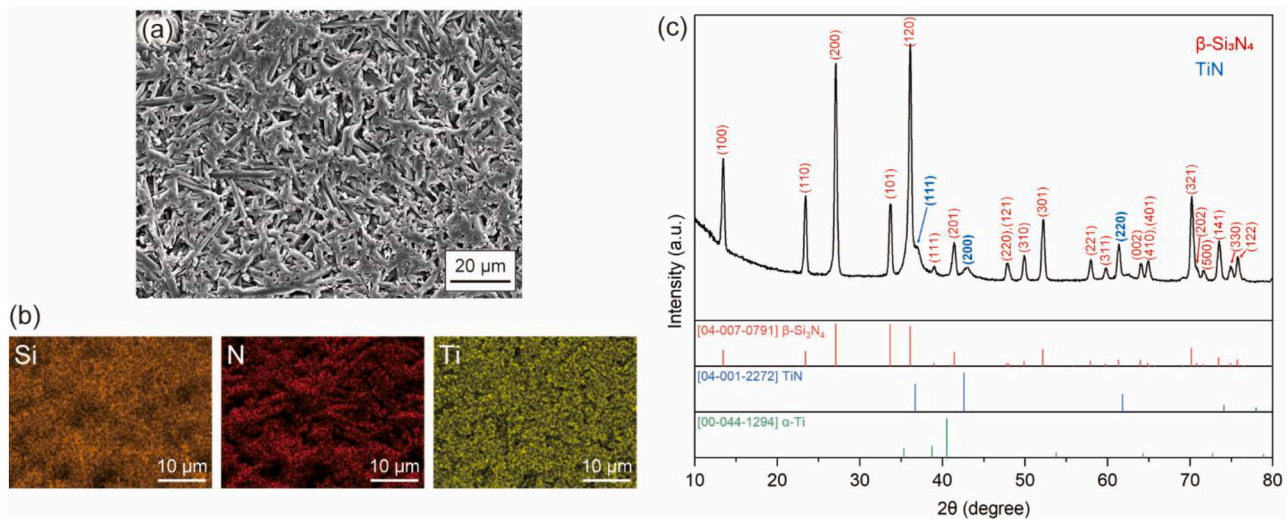 (a)
20 μm
(b)
Si
N
Ti
10 μm
10 μm
10 μm
(c)
β-Si₃N₄
TiN
Intensity (a.u.)
(100)
(110)
(200)
(101)
(120)
(111)
(111)
(201)
(200)
(220),(121)
(310)
(301)
(221)
(311)
(220)
(002)
(410),(401)
(321)
(202)
(500)
(141)
(330)
(122)
[04-007-0791] β-Si₃N₄
[04-001-2272] TiN
[00-044-1294] α-Ti
10 20 30 40 50 60 70 80
2θ (degree)